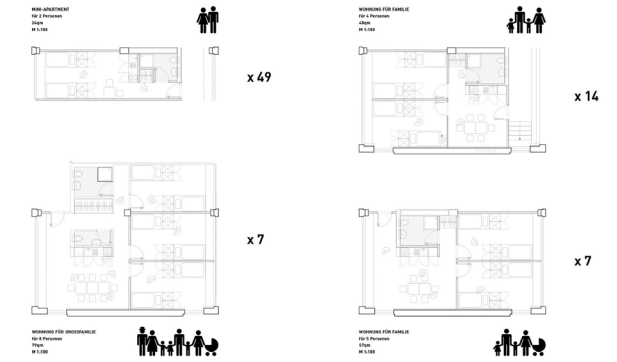 MINI-APARTMENT
für 2 Personen
24qm
M 1:100
x 49
WOHNUNG FÜR FAMILIE
für 4 Personen
48qm
M 1:100
x 14
x 7
WOHNUNG FÜR GROSSFAMILIE
für 8 Personen
79qm
M 1:100
x 7
WOHNUNG FÜR FAMILIE
für 5 Personen
57qm
M 1:100